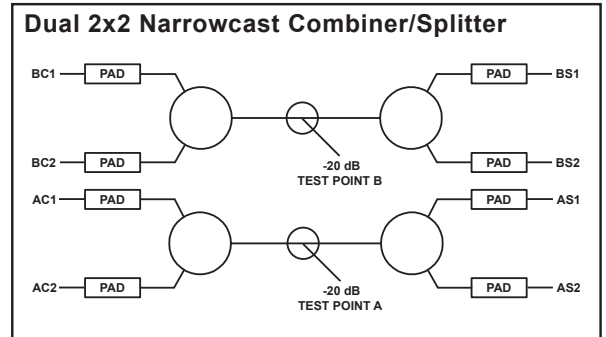 Dual 2x2 Narrowcast Combiner/Splitter
BC1 PAD PAD BS1
BC2 PAD PAD BS2
-20 dB
TEST POINT B
AC1 PAD PAD AS1
AC2 PAD PAD AS2
-20 dB
TEST POINT A